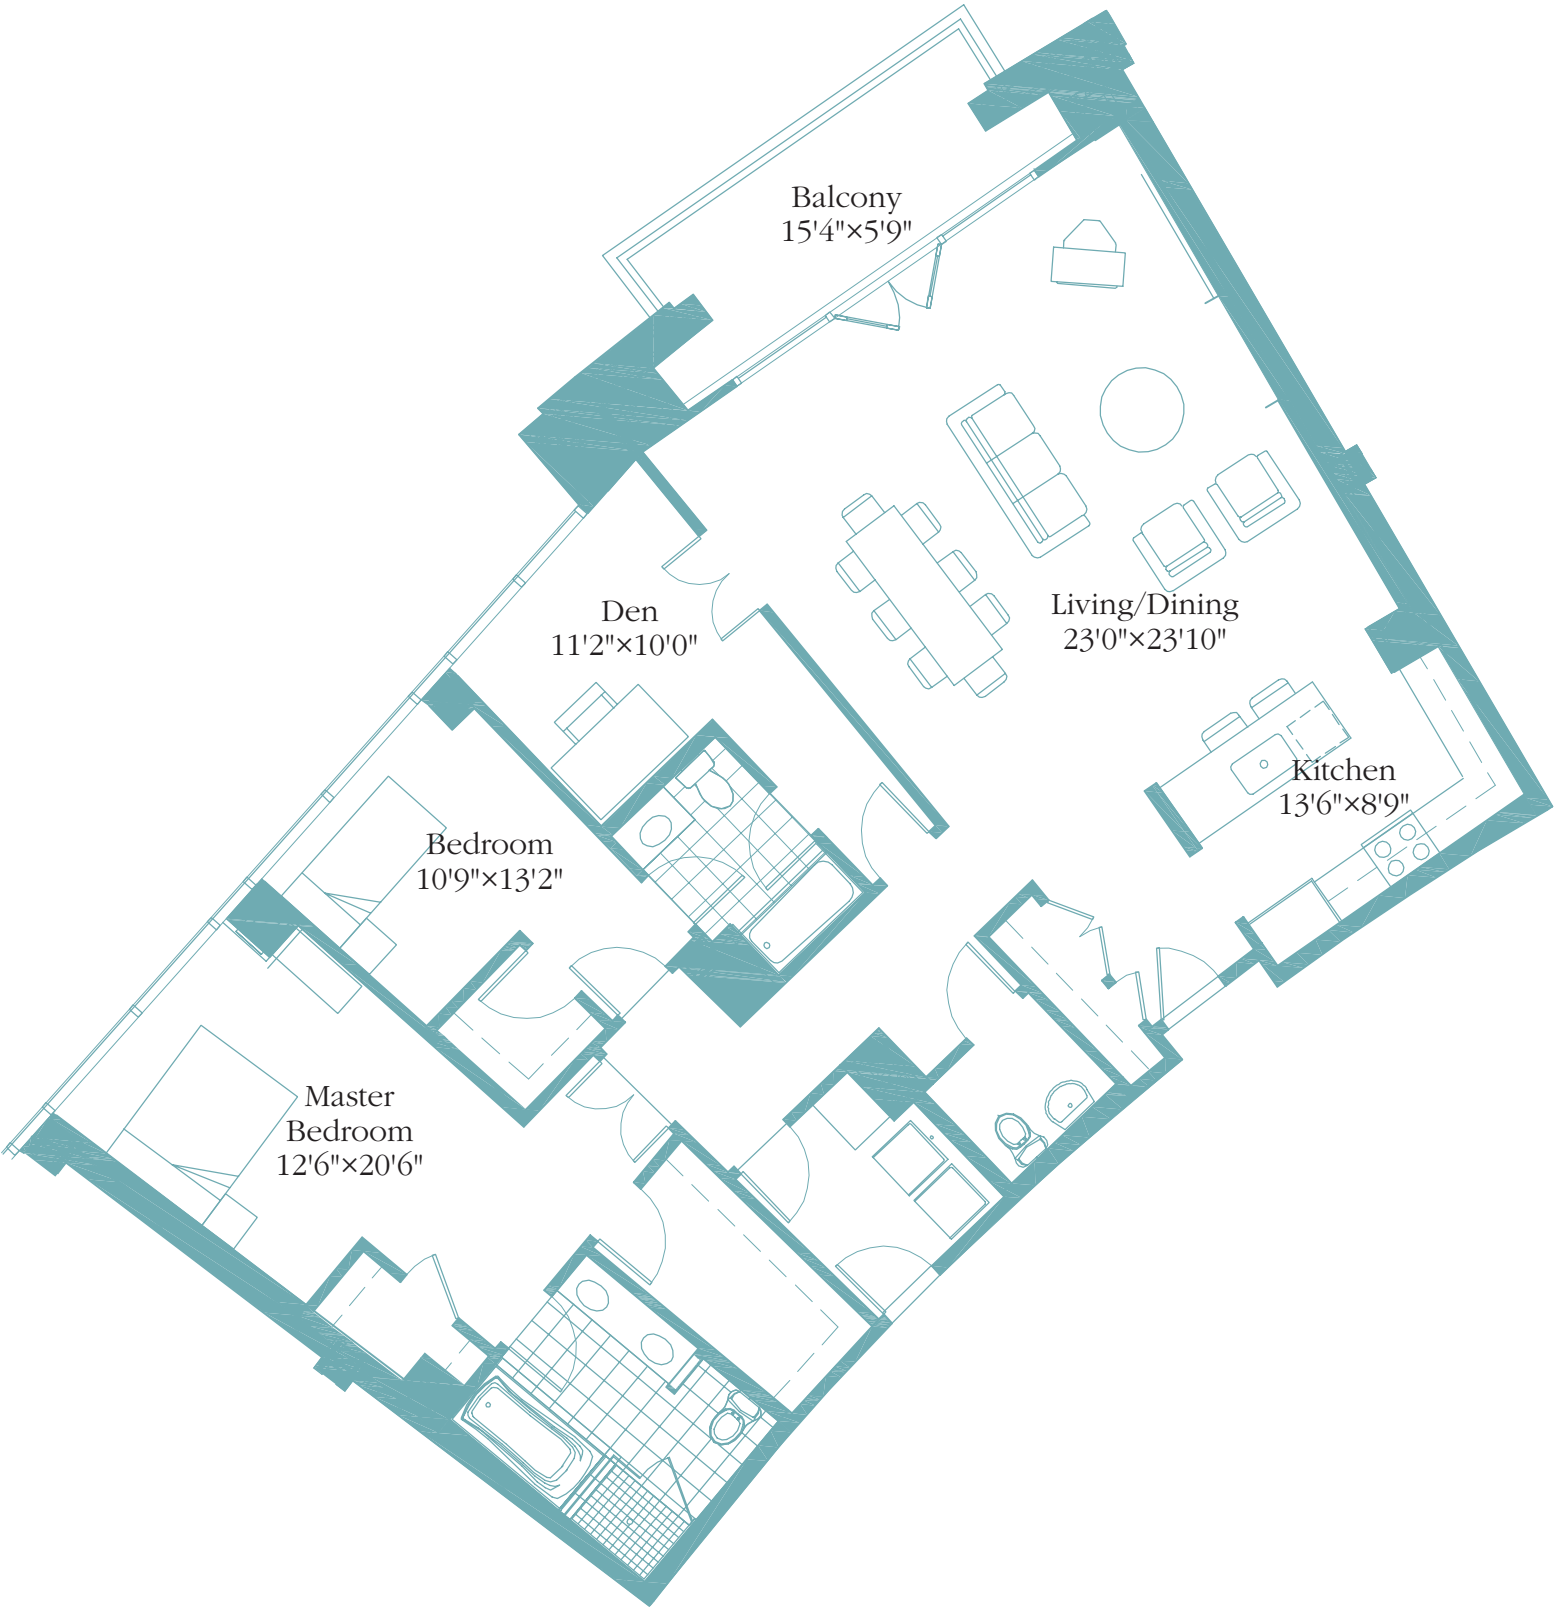 Balcony
15'4"×5'9"
Den
11'2"×10'0"
Living/Dining
23'0"×23'10"
Kitchen
13'6"×8'9"
Bedroom
10'9"×13'2"
Master
Bedroom
12'6"×20'6"